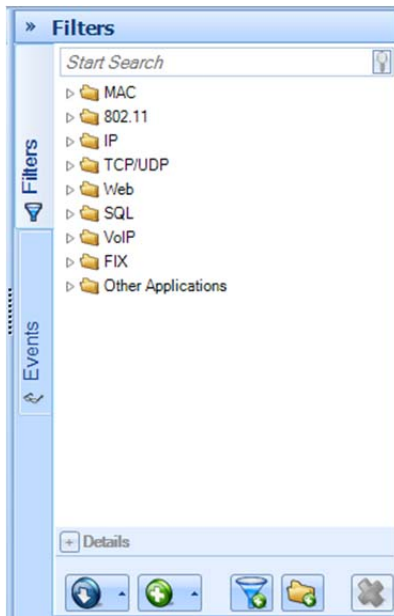 » Filters
Start Search
MAC
802.11
IP
TCP/UDP
Web
SQL
VoIP
FIX
Other Applications
Filters
Events
Details